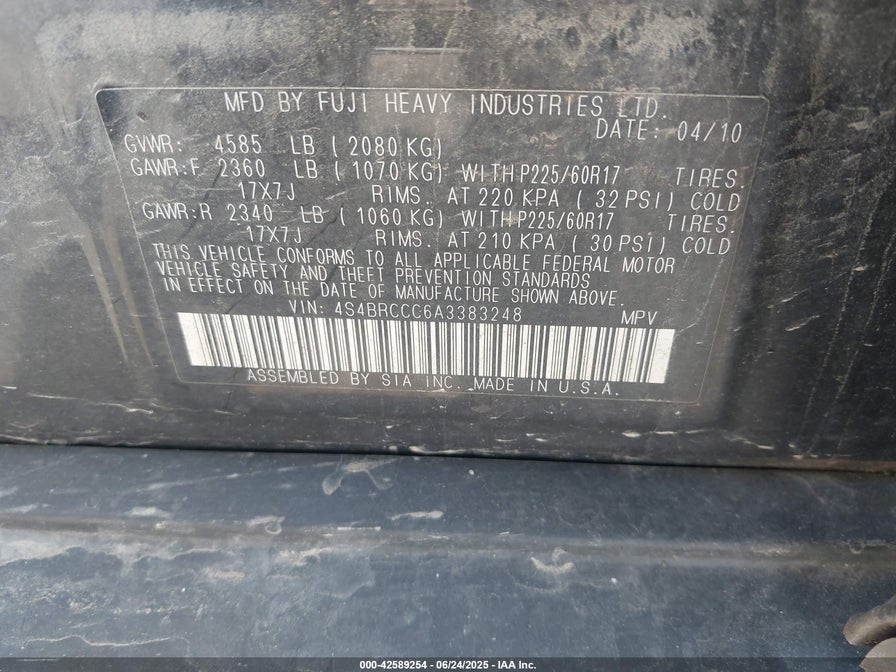 MFD BY FUJI HEAVY INDUSTRIES LTD.
DATE: 04/10
GVWR: 4585 LB (2080 KG)
GAWR:F 2360 LB (1070 KG) WITH P225/60R17 TIRES.
17X7J RIMS. AT 220 KPA (32 PSI) COLD
GAWR:R 2340 LB (1060 KG) WITH P225/60R17 TIRES.
17X7J RIMS. AT 210 KPA (30 PSI) COLD
THIS VEHICLE CONFORMS TO ALL APPLICABLE FEDERAL MOTOR
VEHICLE SAFETY AND THEFT PREVENTION STANDARDS
IN EFFECT ON THE DATE OF MANUFACTURE SHOWN ABOVE.
VIN: 4S4BRCCC6A3383248 MPV
ASSEMBLED BY SIA INC. MADE IN U.S.A.
000-42589254 - 06/24/2025 - IAA Inc.